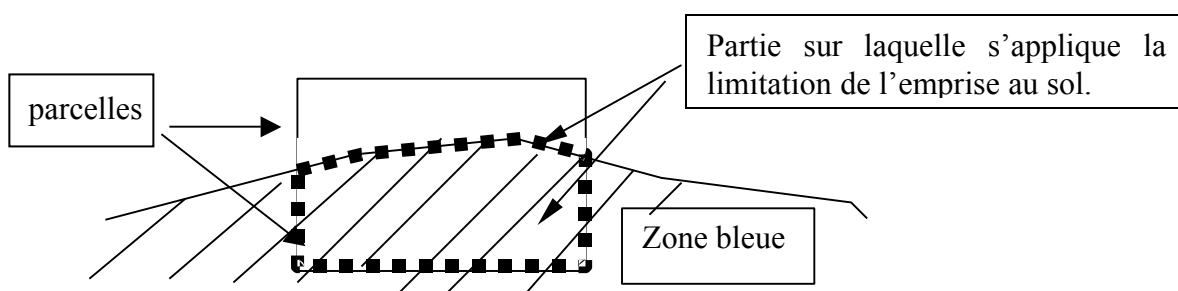 Partie sur laquelle s’applique la
limitation de l’emprise au sol.
parcelles
Zone bleue